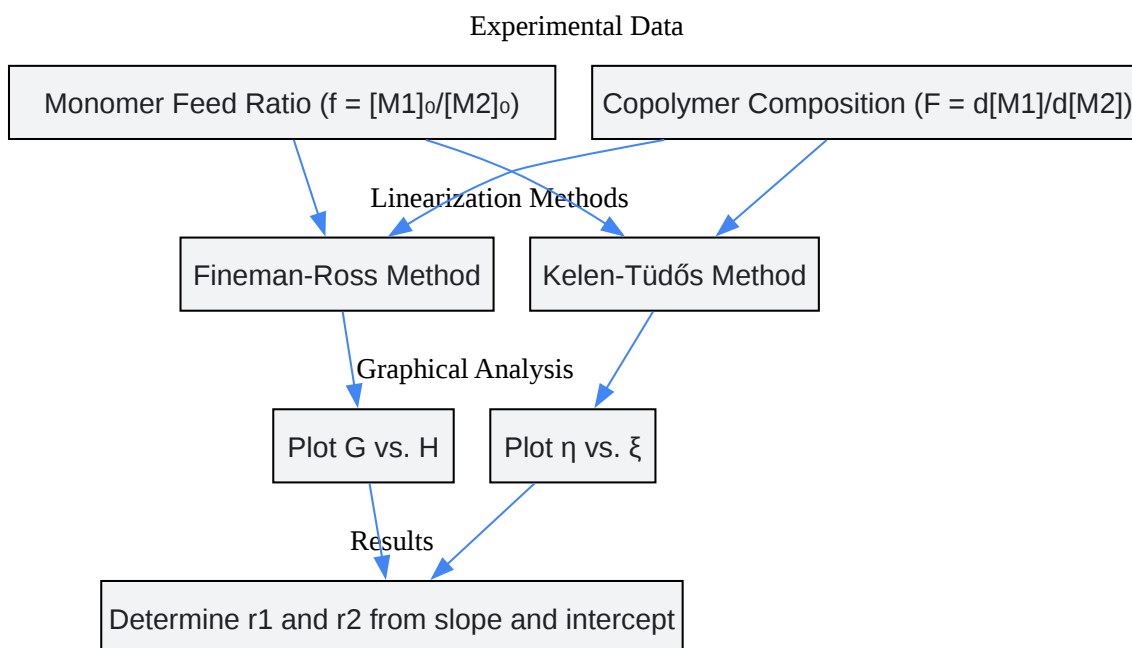 Experimental Data
Monomer Feed Ratio (f = [M1]₀/[M2]₀)
Copolymer Composition (F = d[M1]/d[M2])
Linearization Methods
Fineman-Ross Method
Kelen-Tüdős Method
Graphical Analysis
Plot G vs. H
Plot η vs. ξ
Results
Determine r1 and r2 from slope and intercept